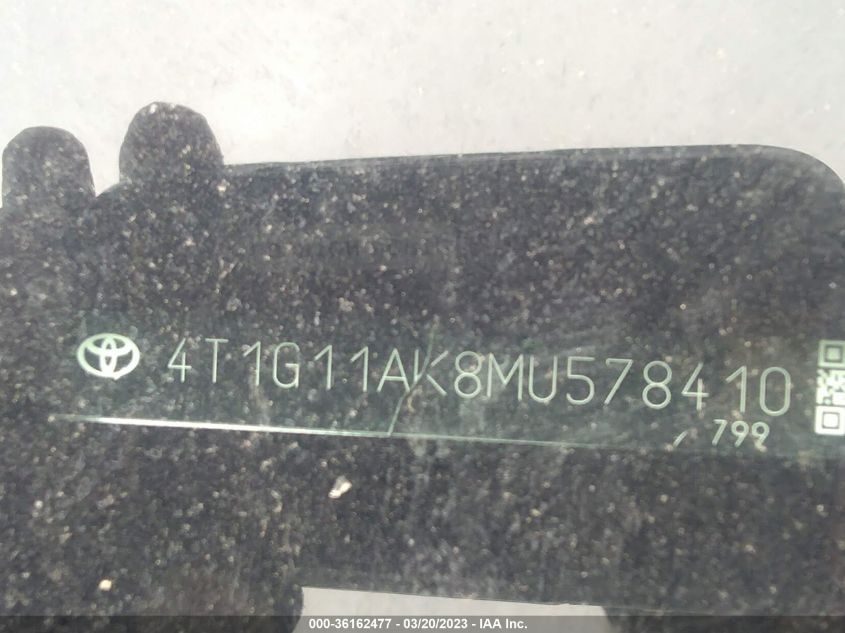 4T1G11AK8MU578410
799
000-36162477 - 03/20/2023 - IAA Inc.